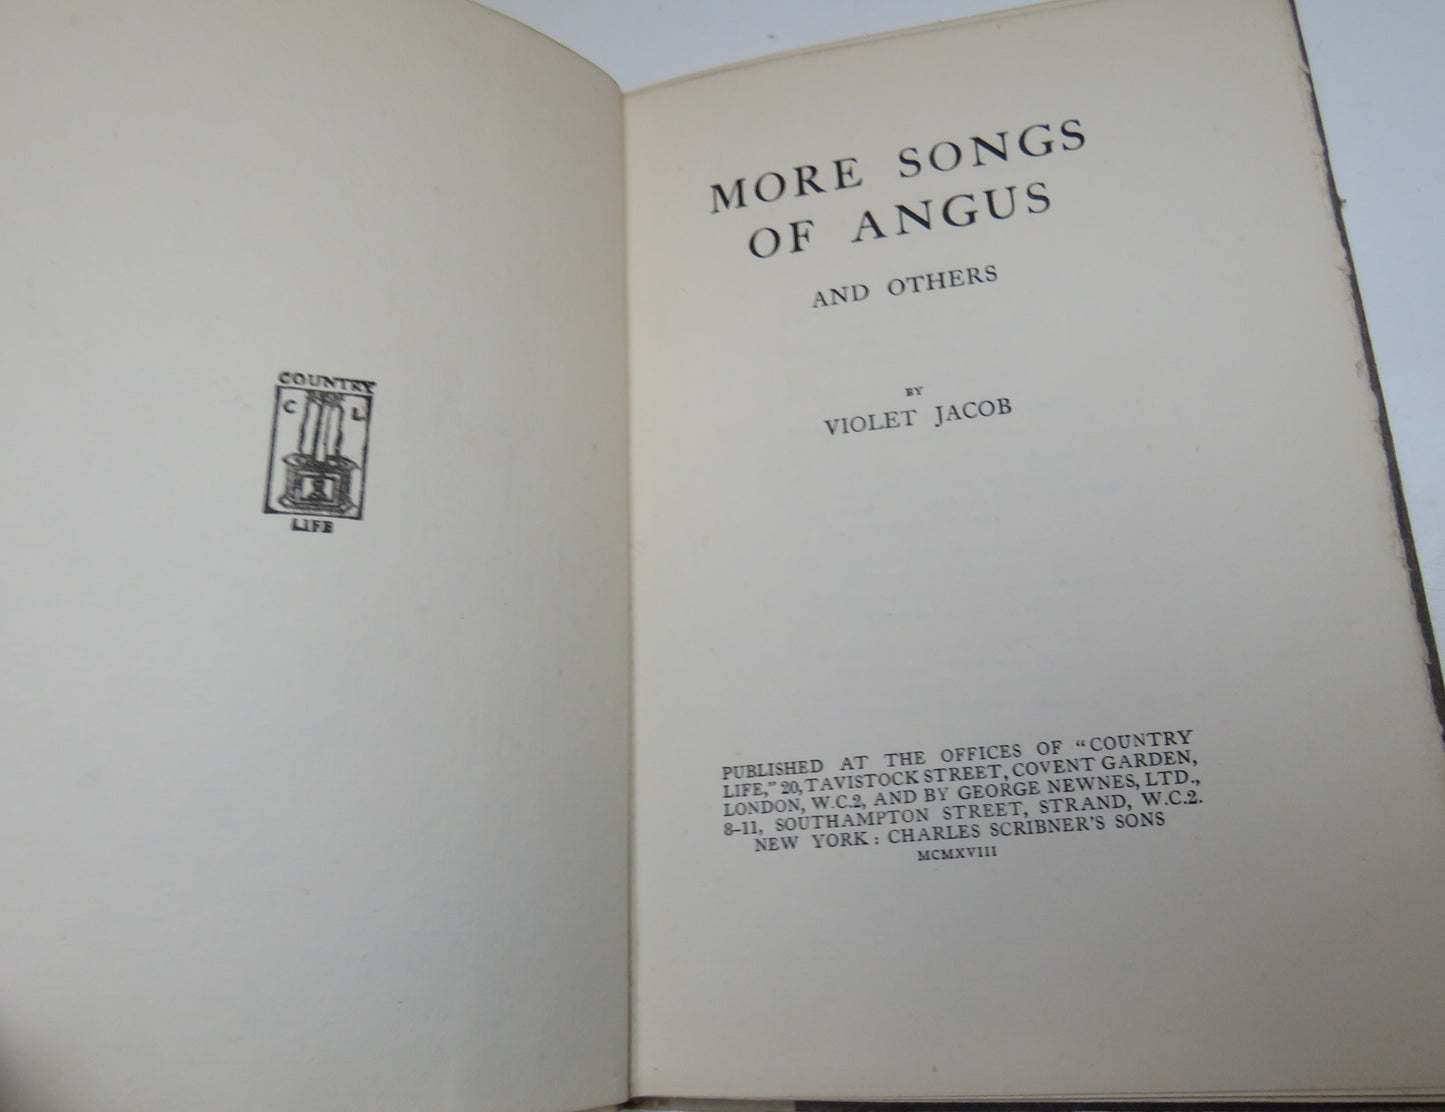 COUNTRY
C L
LIFE
MORE SONGS
OF ANGUS
AND OTHERS
BY
VIOLET JACOB
PUBLISHED AT THE OFFICES OF "COUNTRY
LIFE," 20, TAVISTOCK STREET, COVENT GARDEN,
LONDON, W.C.2, AND BY GEORGE NEWNES, LTD.,
8–11, SOUTHAMPTON STREET, STRAND, W.C.2.
NEW YORK: CHARLES SCRIBNER'S SONS
MCMXVIII